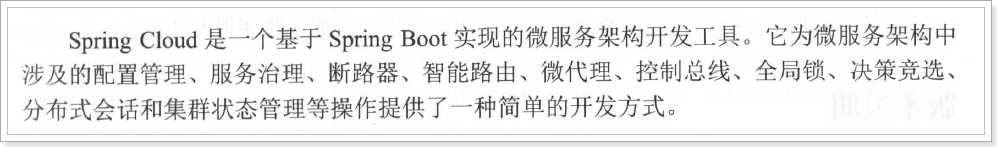 Spring Cloud 是一个基于 Spring Boot 实现的微服务架构开发工具。它为微服务架构中
涉及的配置管理、服务治理、断路器、智能路由、微代理、控制总线、全局锁、决策竞选、
分布式会话和集群状态管理等操作提供了一种简单的开发方式。